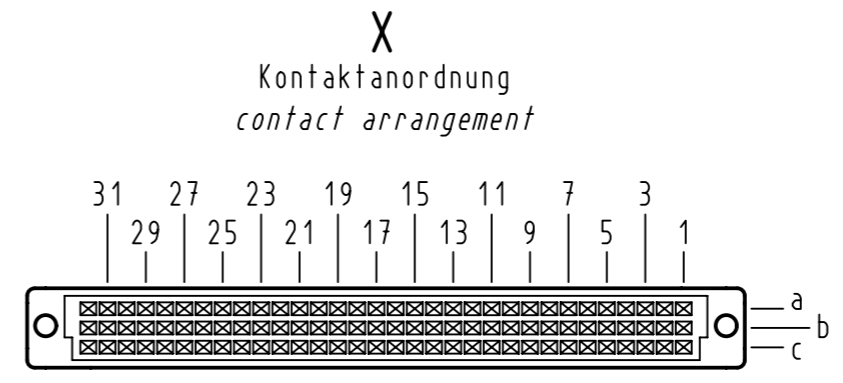 X
Kontaktanordnung
contact arrangement
31 27 23 19 15 11 7 3
29 25 21 17 13 9 5 1
a
b
c